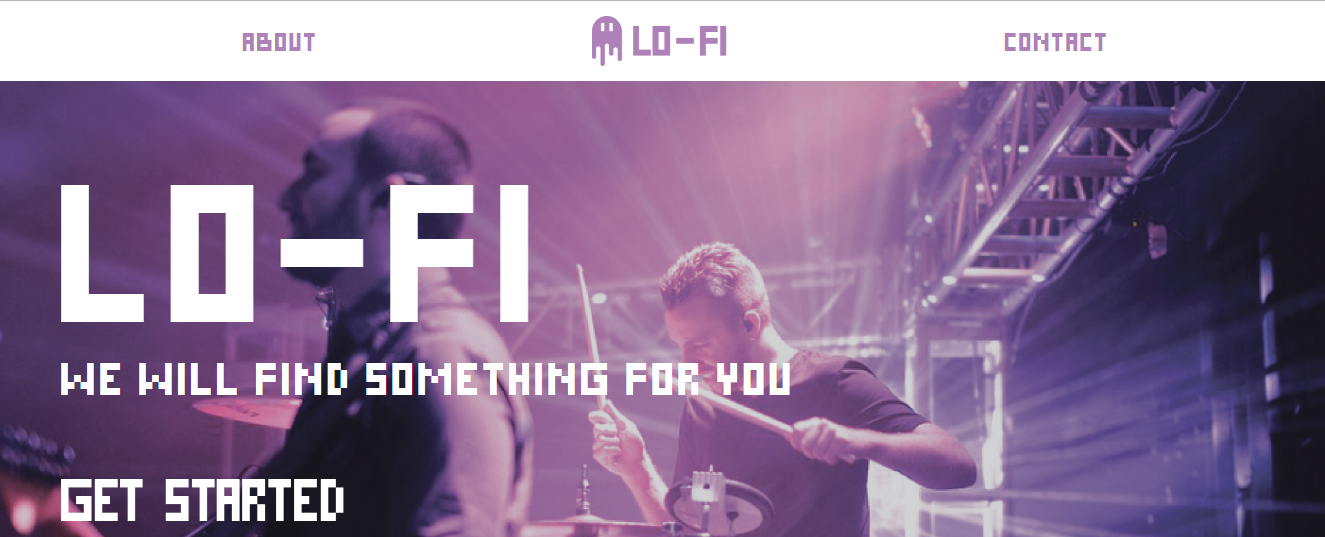 ABOUT
LO-FI
CONTACT
LO-FI
WE WILL FIND SOMETHING FOR YOU
GET STARTED